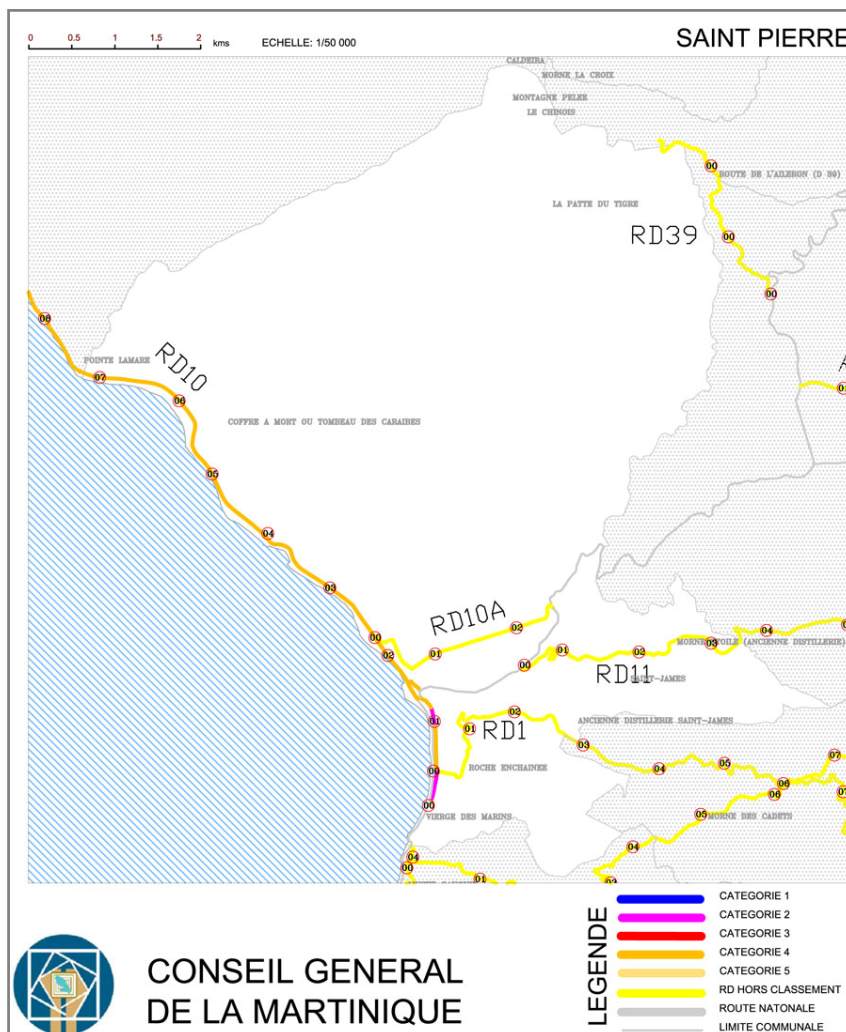 0 0.5 1 1.5 2 kms
ECHELLE: 1/50 000
SAINT PIERRE
CALDEIRA
MORNE LA CROIX
MONTAGNE PELEE
LE CHINOIS
00
ROUTE DE L'AILERON (D 39)
LA PATTE DU TIGRE
RD39
00
00
08
POINTE LAMARE
RD10
07
01
06
COFFRE A MORT OU TOMBEAU DES CARAIBES
05
04
03
RD10A
00
02
01
02
00
01
RD11
02
03
04
MORNE ETOILE (ANCIENNE DISTILLERIE)
SAINT-JAMES
01
RD1
01
02
ANCIENNE DISTILLERIE SAINT-JAMES
03
00
ROCHE ENCHAINEE
04
05
07
06
06
07
00
VIERGE DES MARINS
05
MORNE DES CADETS
04
04
00
01
LEGENDE
CATEGORIE 1
CATEGORIE 2
CATEGORIE 3
CATEGORIE 4
CATEGORIE 5
RD HORS CLASSEMENT
ROUTE NATONALE
LIMITE COMMUNALE
CONSEIL GENERAL
DE LA MARTINIQUE